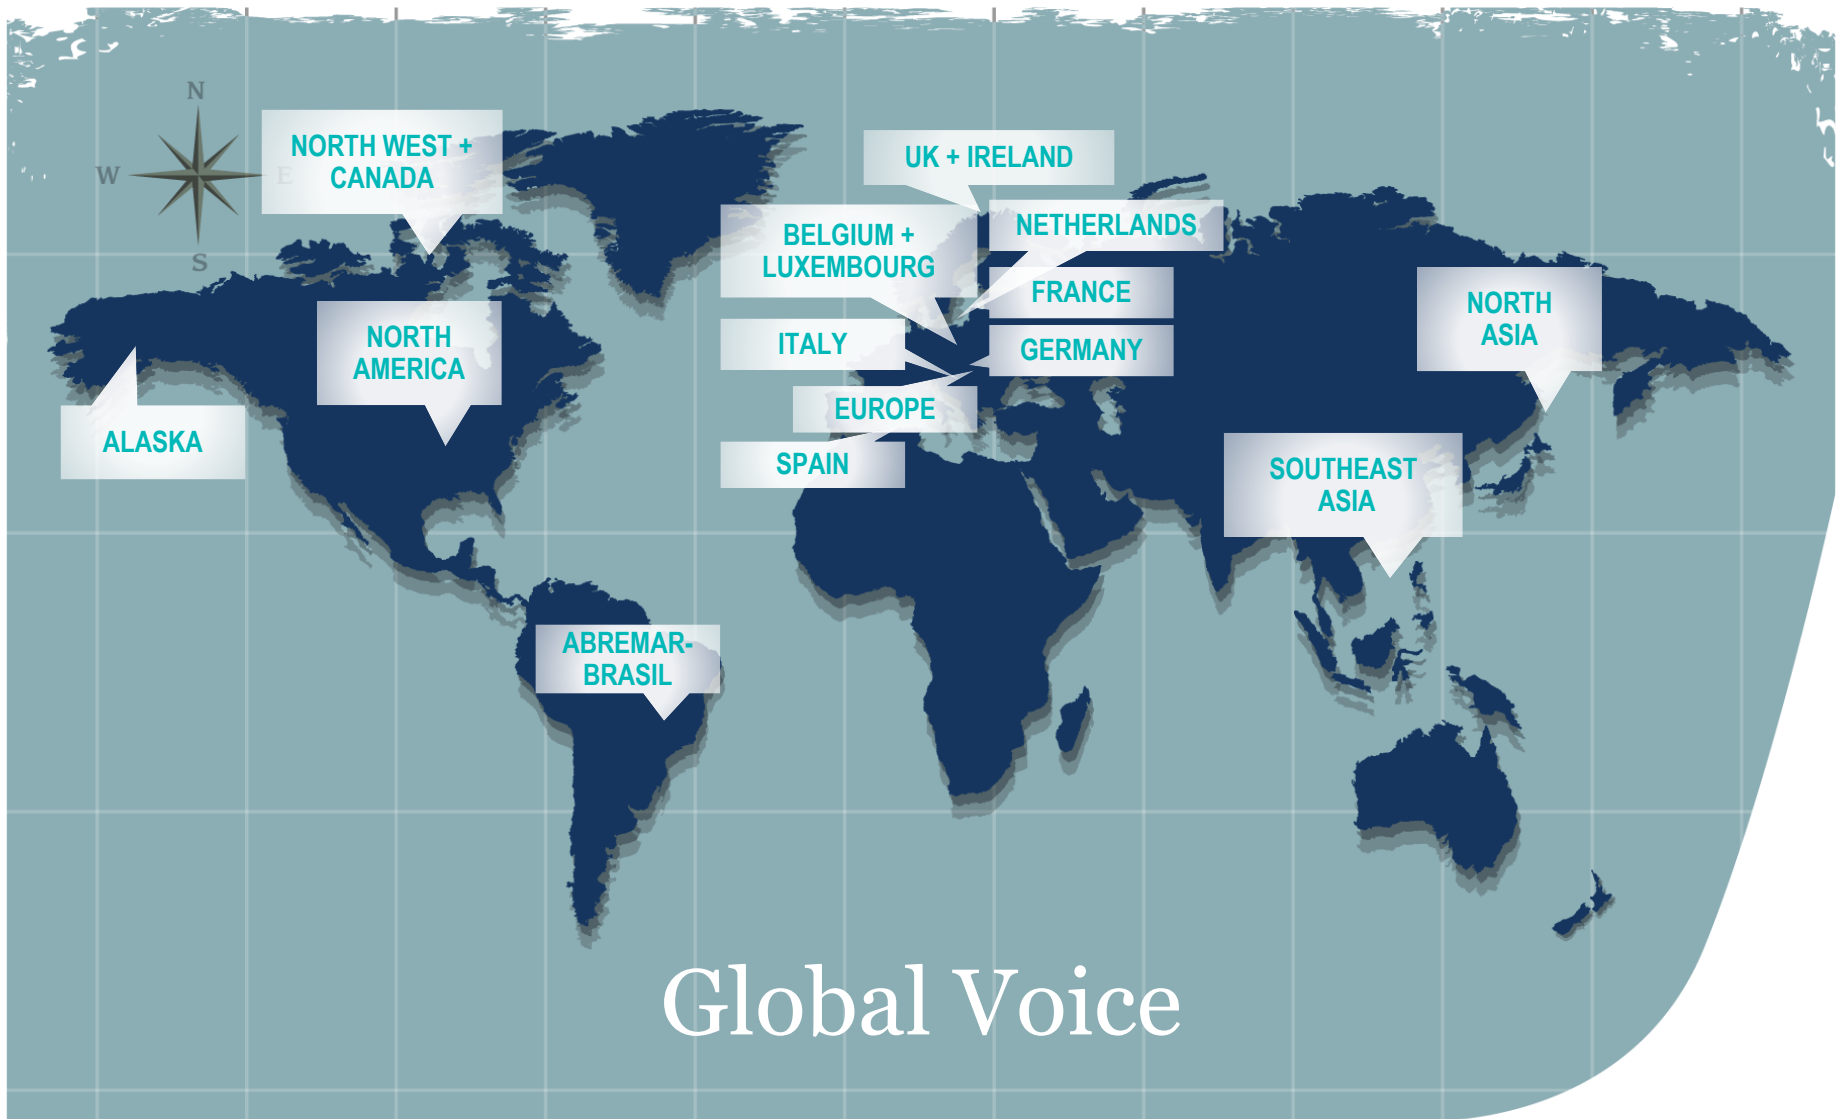 N
W
E
S
NORTH WEST +
CANADA
UK + IRELAND
NETHERLANDS
BELGIUM +
LUXEMBOURG
FRANCE
NORTH
ASIA
NORTH
AMERICA
ITALY
GERMANY
EUROPE
ALASKA
SPAIN
SOUTHEAST
ASIA
ABREMAR-
BRASIL
Global Voice